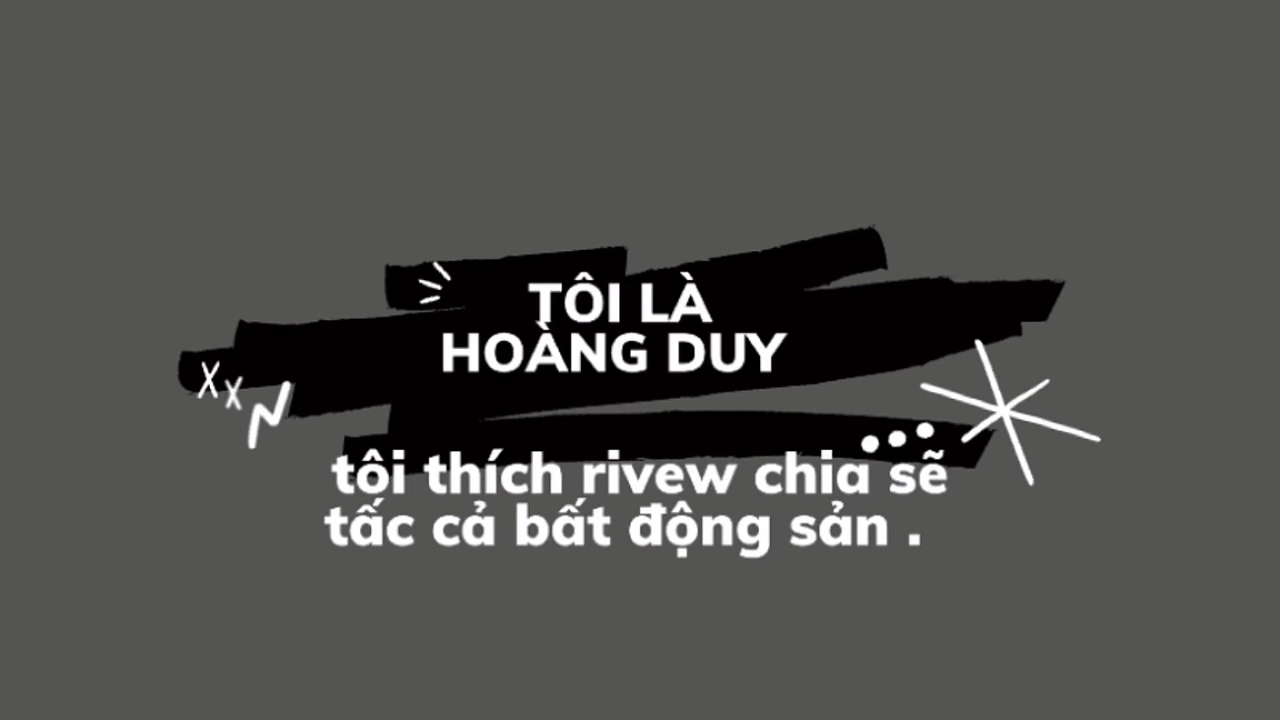 TÔI LÀ
HOÀNG DUY
tôi thích rivew chia sẽ
tấc cả bất động sản .